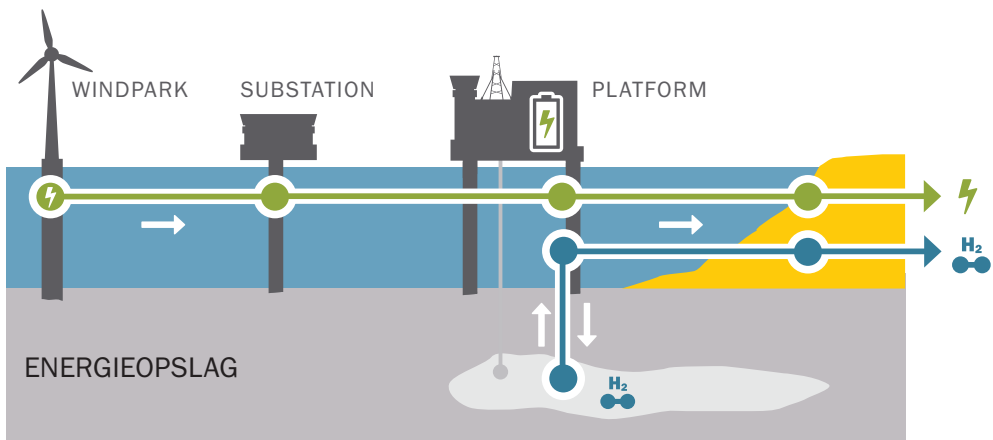 WINDPARK
SUBSTATION
PLATFORM
H₂
ENERGIEOPSLAG
H₂